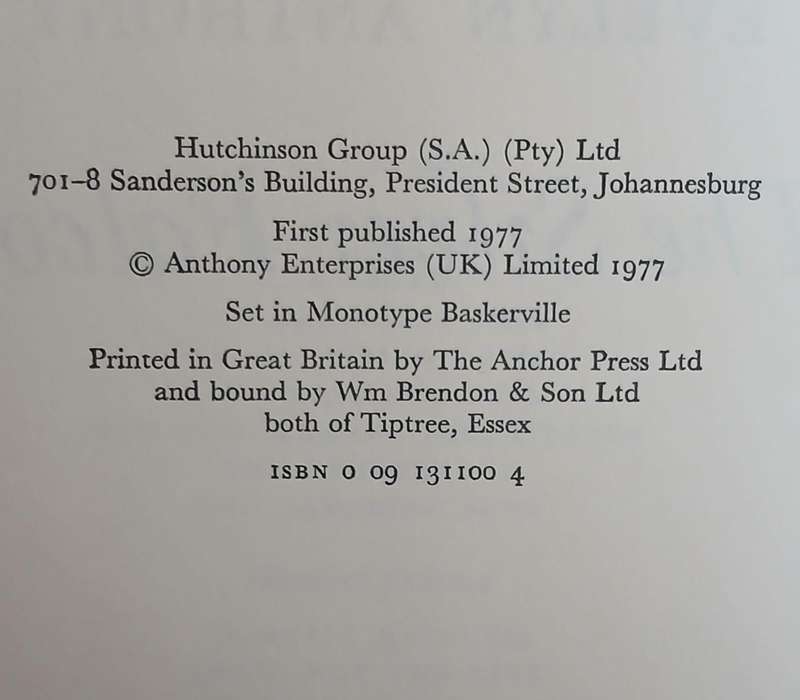 Hutchinson Group (S.A.) (Pty) Ltd
701–8 Sanderson's Building, President Street, Johannesburg
First published 1977
© Anthony Enterprises (UK) Limited 1977
Set in Monotype Baskerville
Printed in Great Britain by The Anchor Press Ltd
and bound by Wm Brendon & Son Ltd
both of Tiptree, Essex
ISBN 0 09 131100 4